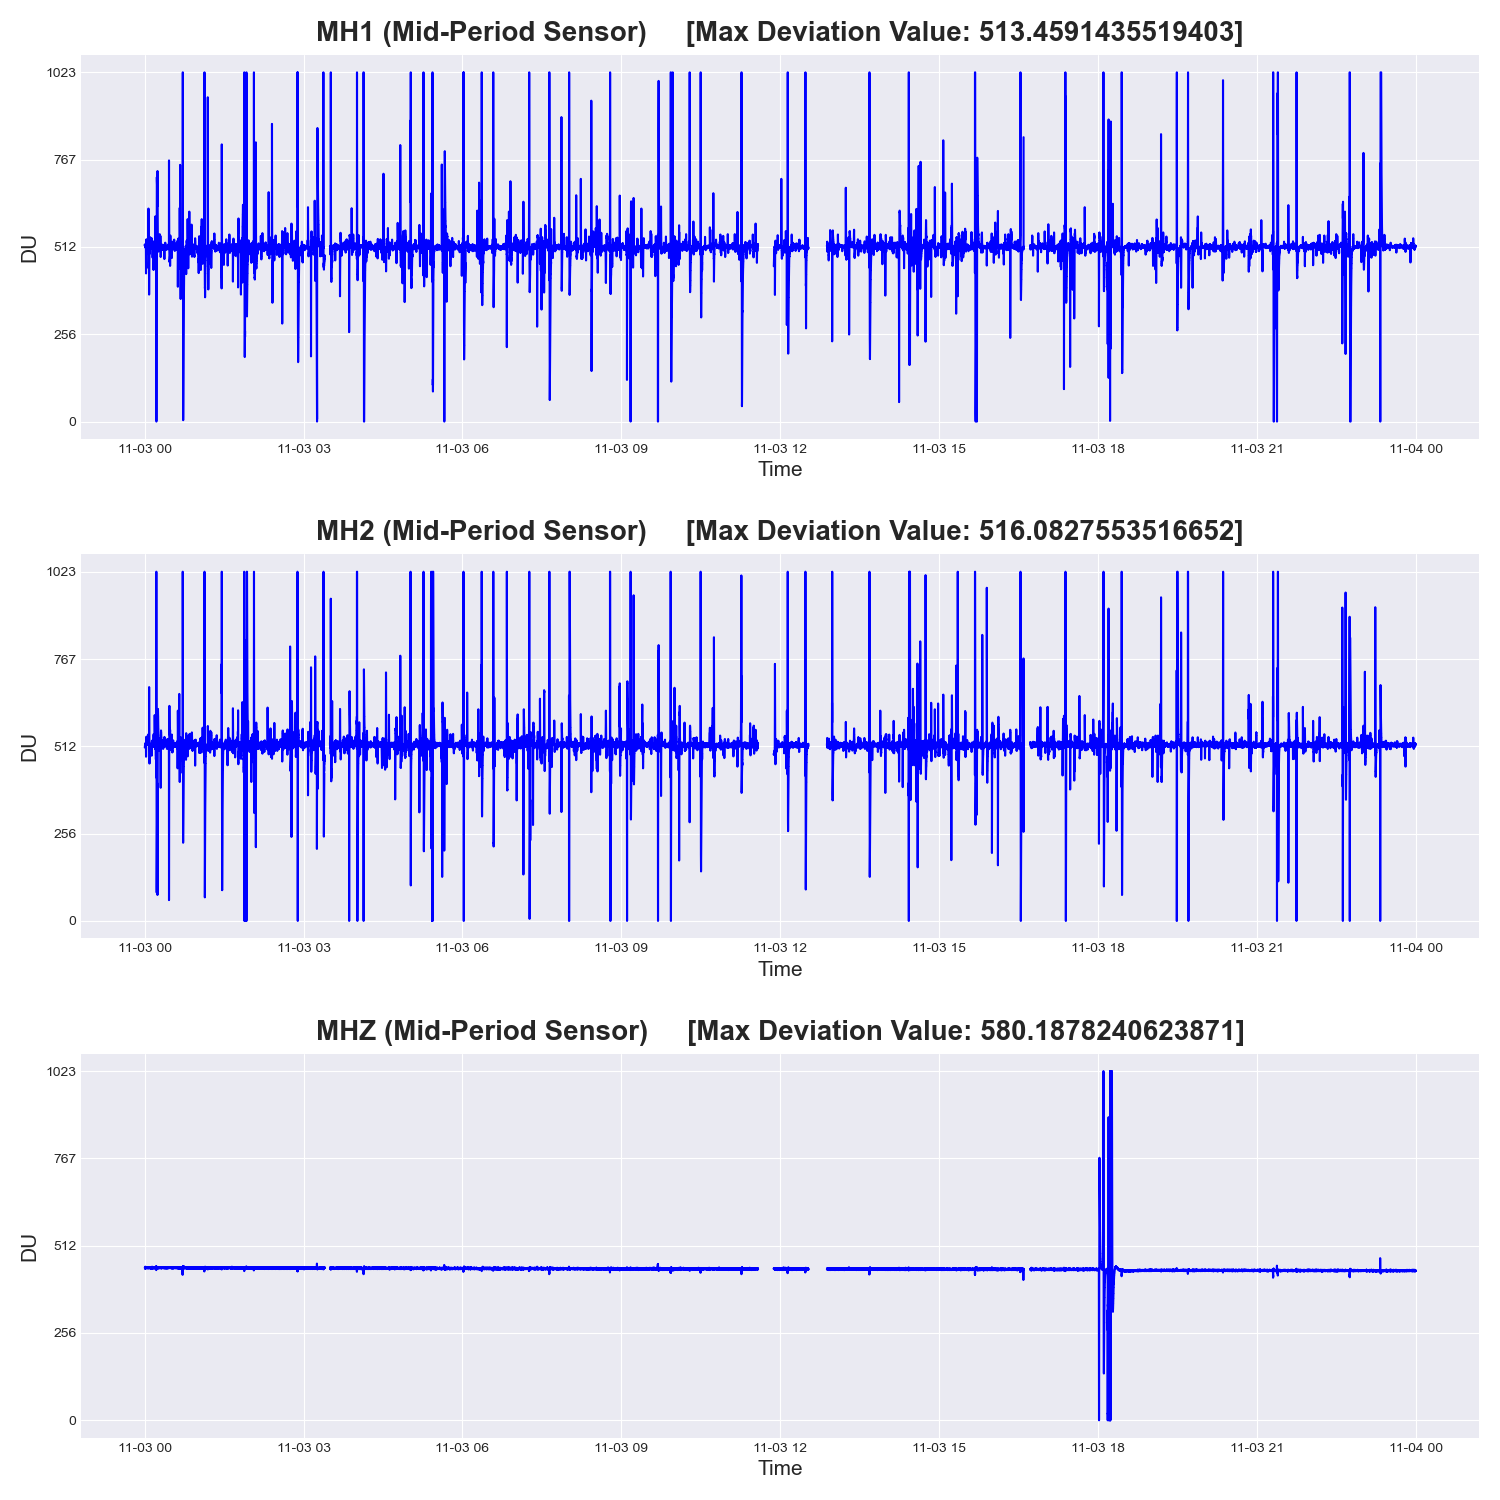 MH1 (Mid-Period Sensor) [Max Deviation Value: 513.4591435519403]
1023
767
512
256
0
DU
11-03 00 11-03 03 11-03 06 11-03 09 11-03 12 11-03 15 11-03 18 11-03 21 11-04 00
Time
MH2 (Mid-Period Sensor) [Max Deviation Value: 516.0827553516652]
1023
767
512
256
0
DU
11-03 00 11-03 03 11-03 06 11-03 09 11-03 12 11-03 15 11-03 18 11-03 21 11-04 00
Time
MHZ (Mid-Period Sensor) [Max Deviation Value: 580.1878240623871]
1023
767
512
256
0
DU
11-03 00 11-03 03 11-03 06 11-03 09 11-03 12 11-03 15 11-03 18 11-03 21 11-04 00
Time